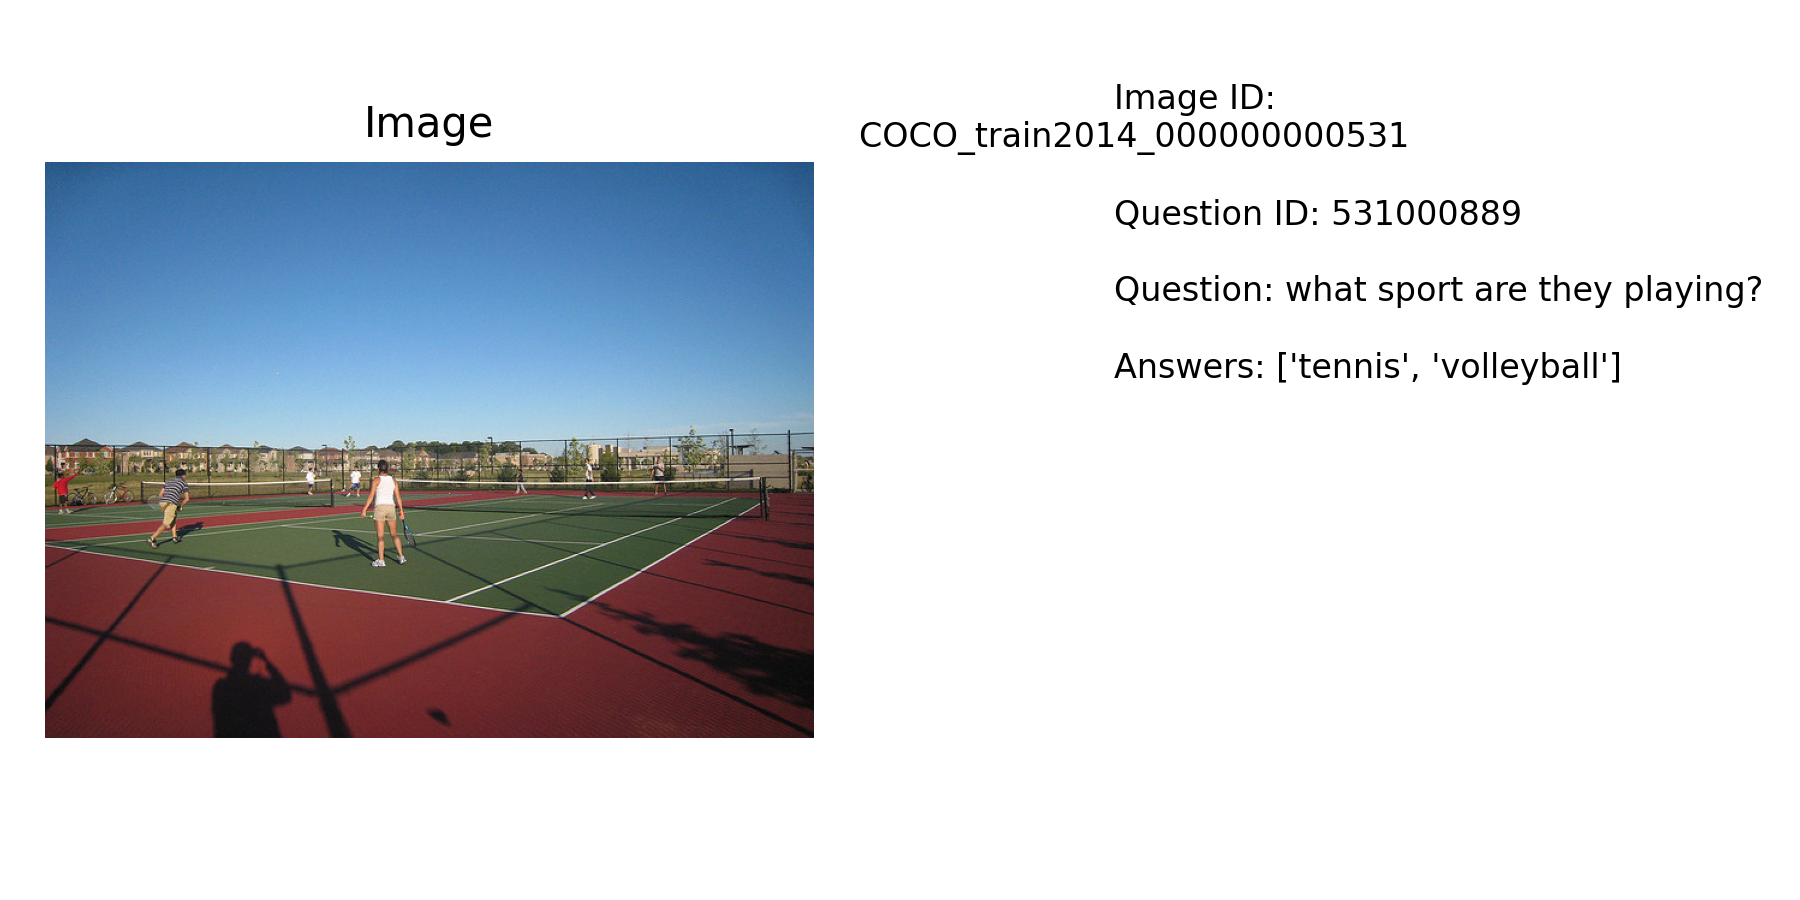 Image
Image ID:
COCO_train2014_000000000531
Question ID: 531000889
Question: what sport are they playing?
Answers: ['tennis', 'volleyball']